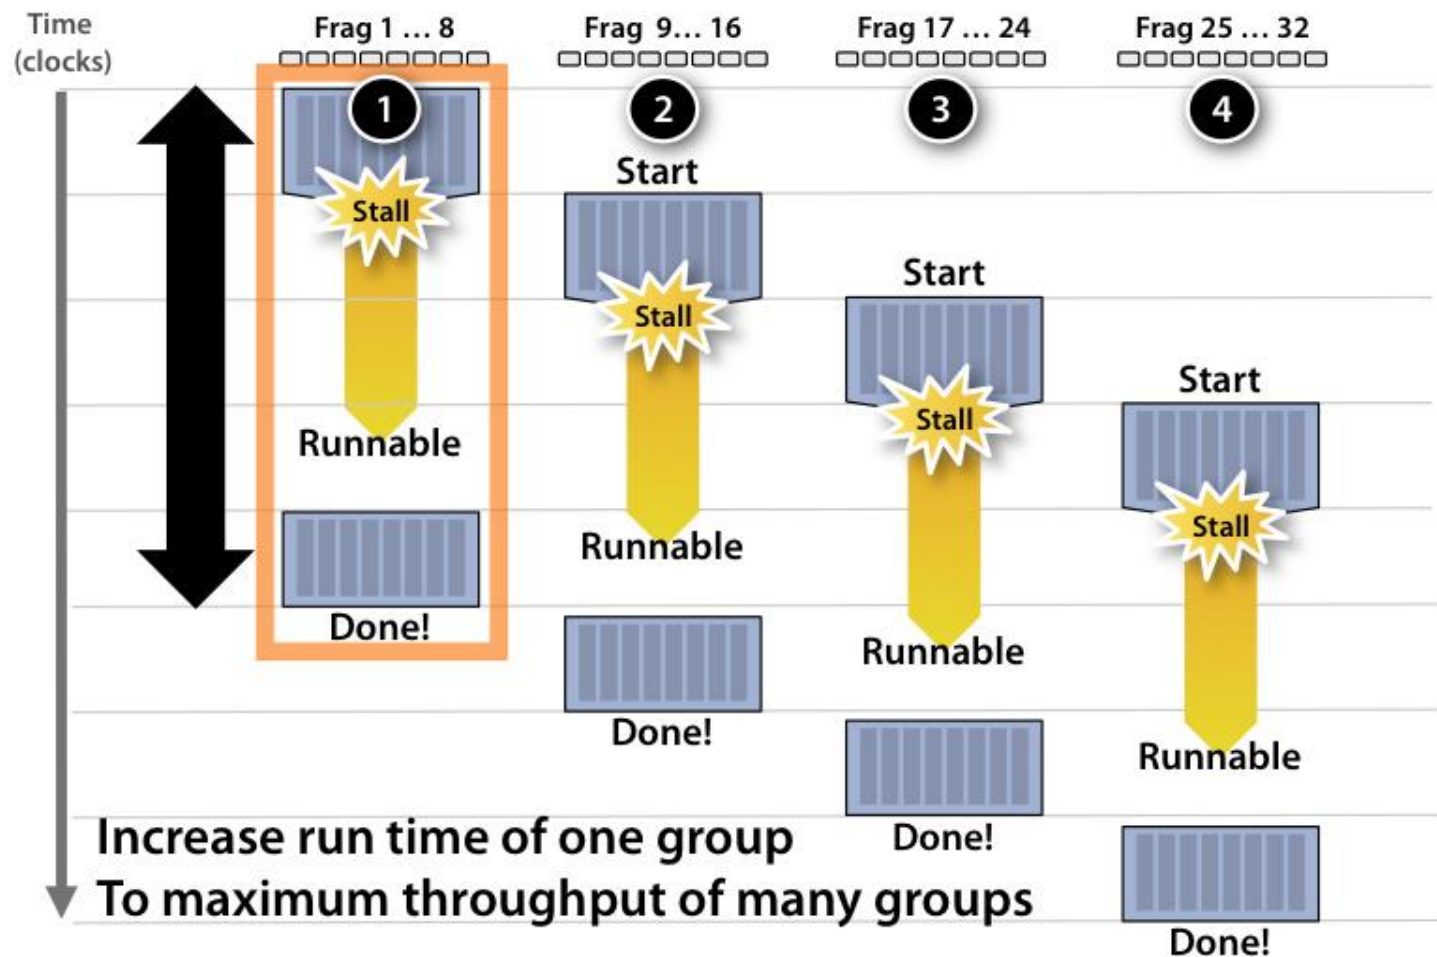 Time
(clocks)
Frag 1 … 8
Frag 9… 16
Frag 17 … 24
Frag 25 … 32
1
2
3
4
Start
Stall
Start
Stall
Start
Stall
Runnable
Stall
Runnable
Done!
Runnable
Done!
Runnable
Done!
Increase run time of one group
To maximum throughput of many groups
Done!